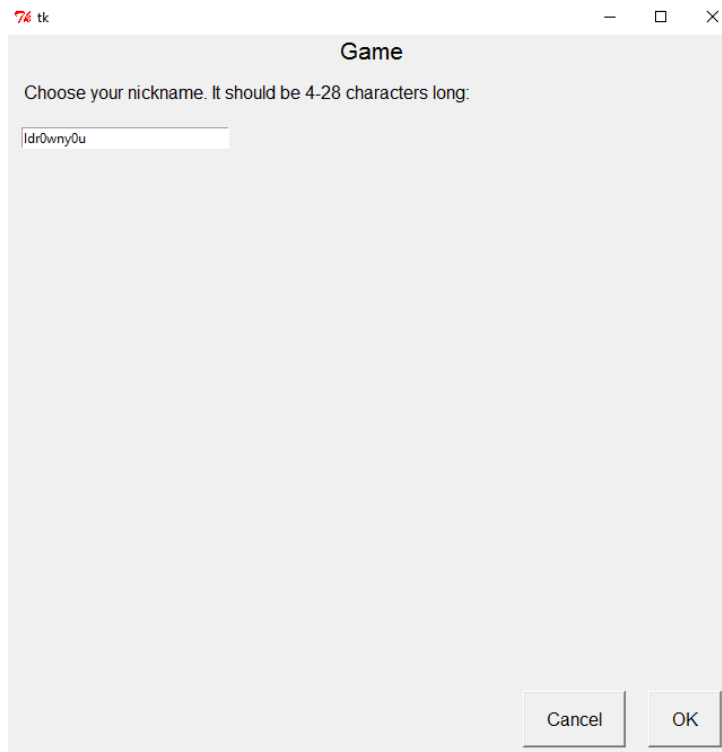 tk
Game
Choose your nickname. It should be 4-28 characters long:
ldr0wny0u
Cancel
OK